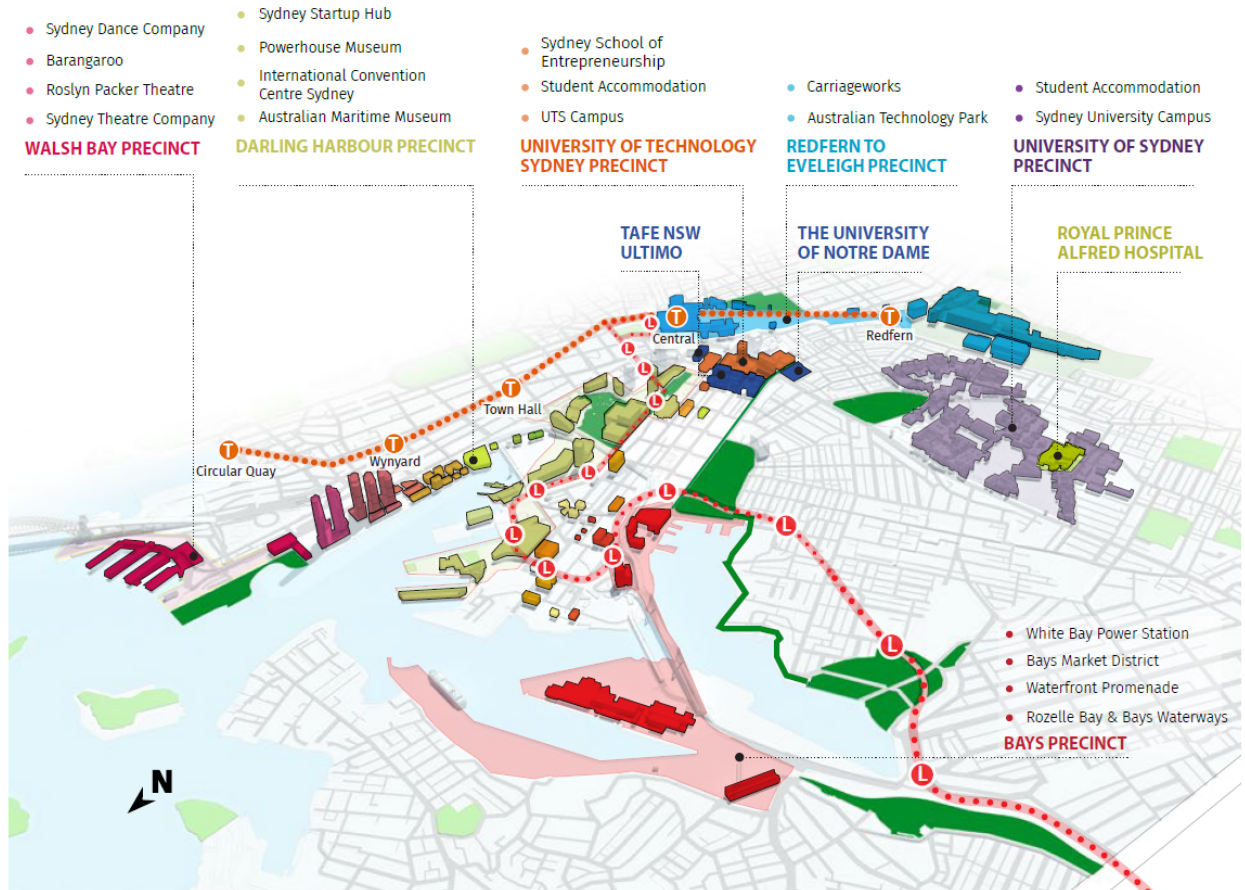 Sydney Dance Company
Barangaroo
Roslyn Packer Theatre
Sydney Theatre Company
WALSH BAY PRECINCT
Sydney Startup Hub
Powerhouse Museum
International Convention
Centre Sydney
Australian Maritime Museum
DARLING HARBOUR PRECINCT
Sydney School of
Entrepreneurship
Student Accommodation
UTS Campus
UNIVERSITY OF TECHNOLOGY
SYDNEY PRECINCT
Carriageworks
Australian Technology Park
REDFERN TO
EVELEIGH PRECINCT
Student Accommodation
Sydney University Campus
UNIVERSITY OF SYDNEY
PRECINCT
TAFE NSW
ULTIMO
THE UNIVERSITY
OF NOTRE DAME
ROYAL PRINCE
ALFRED HOSPITAL
T
Central
T
Redfern
L
L
L
L
T
Town Hall
T
Circular Quay
T
Wynyard
L
L
L
L
L
L
L
L
L
White Bay Power Station
Bays Market District
Waterfront Promenade
Rozelle Bay & Bays Waterways
BAYS PRECINCT
N